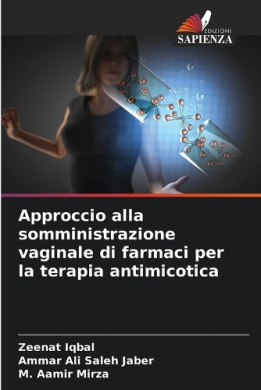 EDIZIONI
SAPIENZA
Approccio alla
somministrazione
vaginale di farmaci per
la terapia antimicotica
Zeenat Iqbal
Ammar Ali Saleh Jaber
M. Aamir Mirza